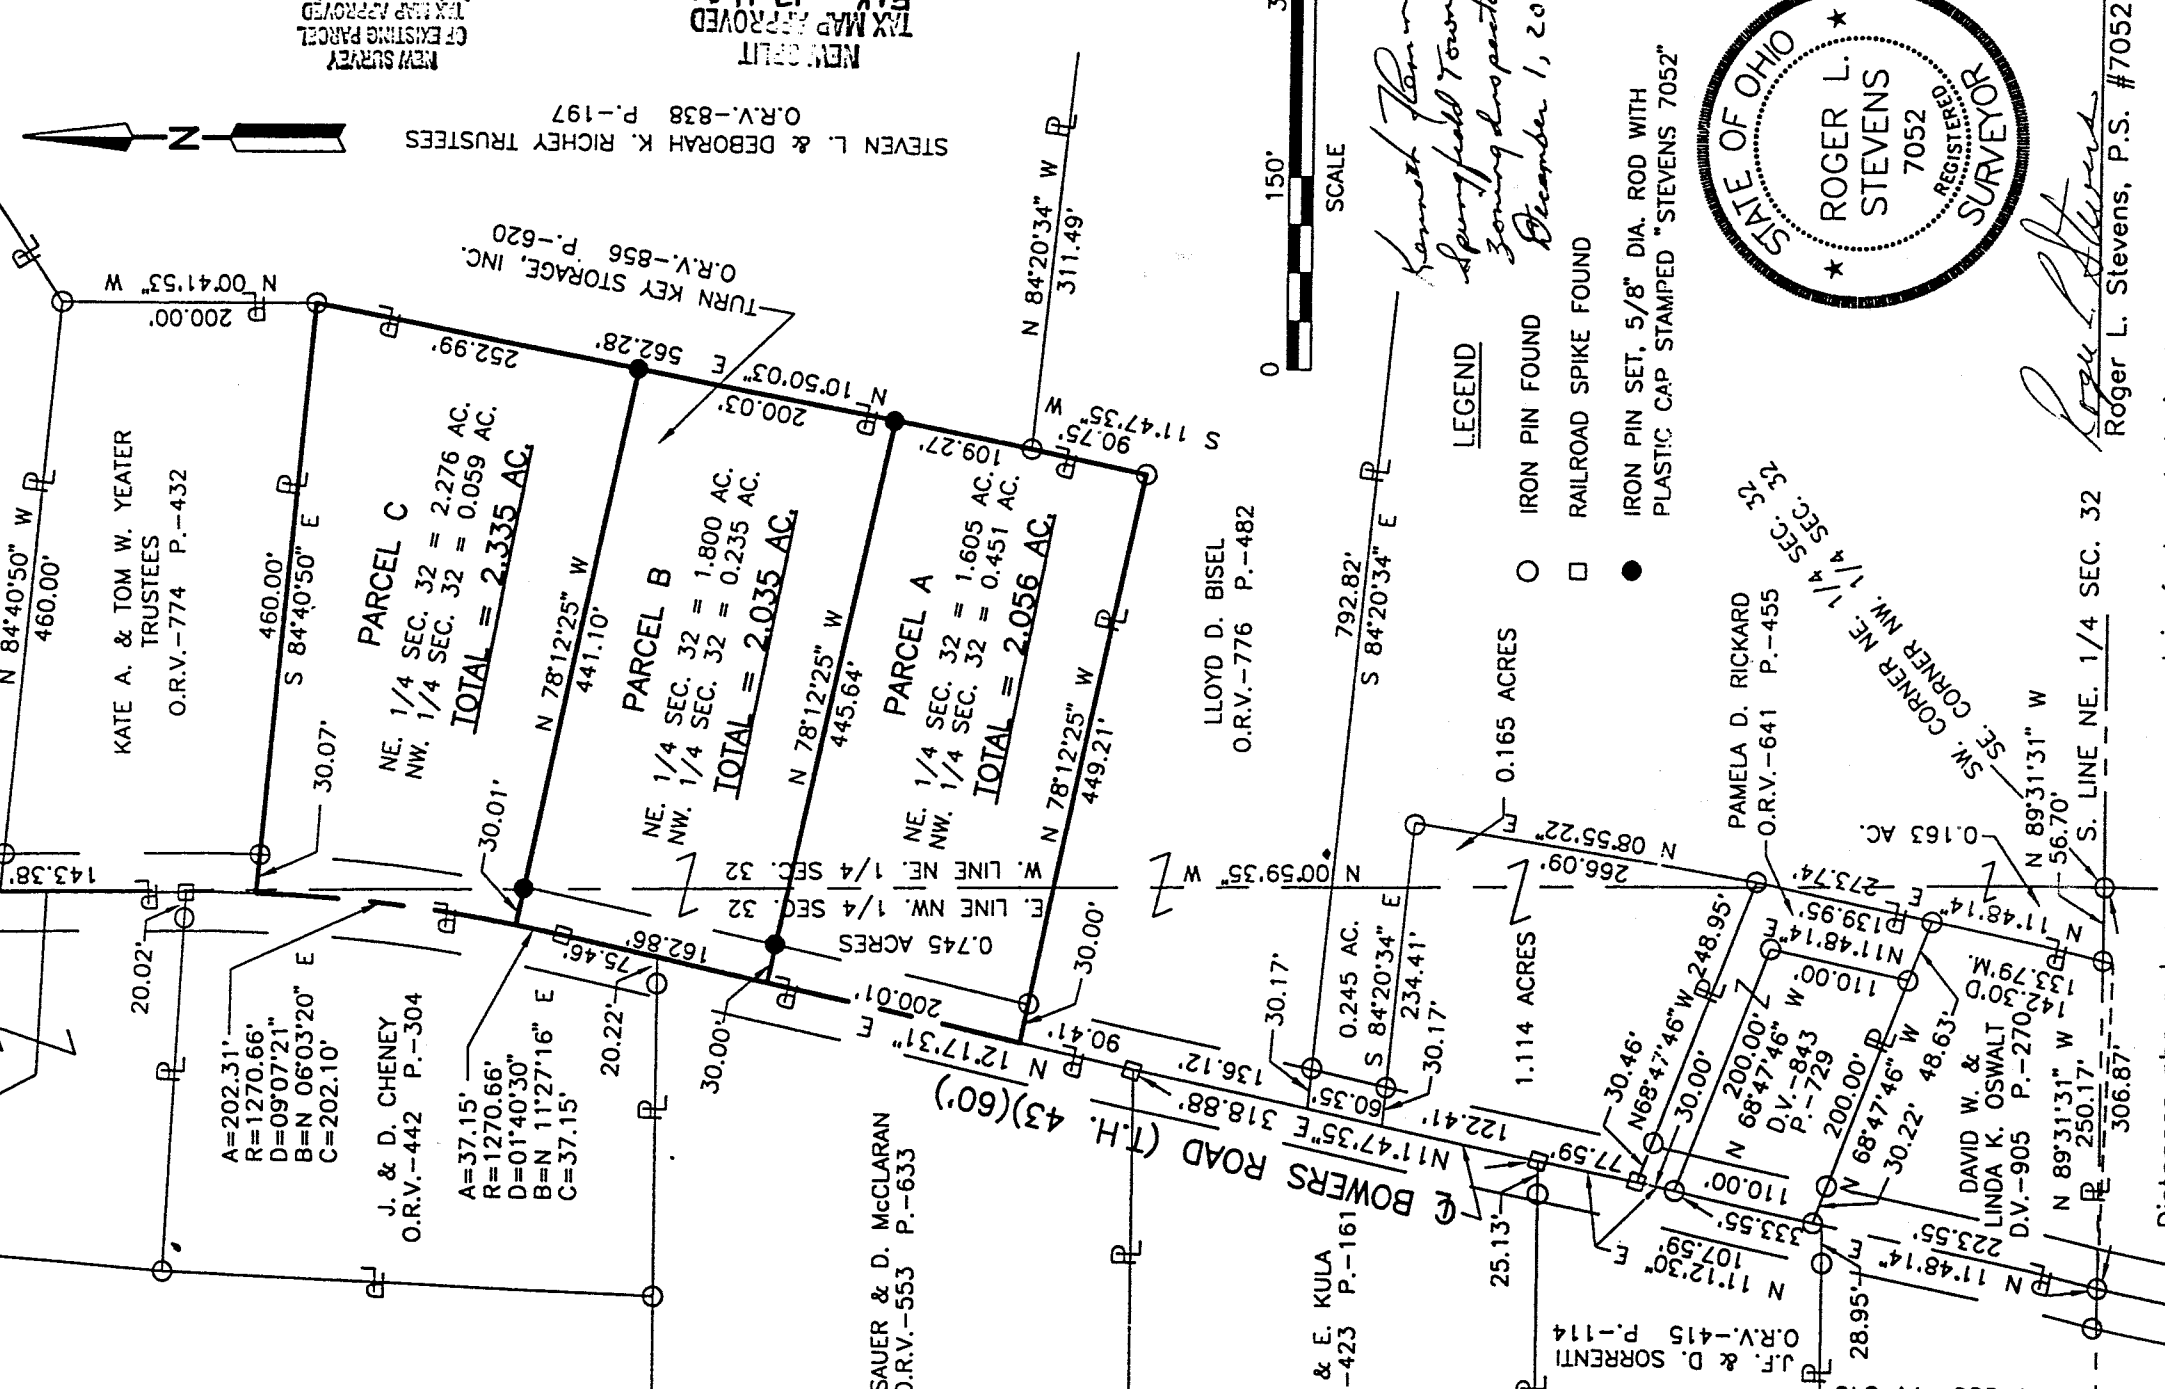 NEW SURVEY
OF EXISTING PARCEL
TAX MAP APPROVED
NEW SPLIT
TAX MAP APPROVED
N
STEVEN L. & DEBORAH K. RICHEY TRUSTEES
O.R.V.-838 P.-197
TURN KEY STORAGE, INC.
O.R.V.-856 P.-620
N 84°20'34" W
311.49'
N 00°41'53" W
200.00'
N 84°40'50" W
460.00'
KATE A. & TOM W. YEATER
TRUSTEES
O.R.V.-774 P.-432
460.00'
S 84°40'50" E
252.99'
562.28'
N 10°50'03" E
200.03'
109.27'
S 11°47'35" W
90.75'
PARCEL C
NE. 1/4 SEC. 32 = 2.276 AC.
NW. 1/4 SEC. 32 = 0.059 AC.
TOTAL = 2.335 AC.
N 78°12'25" W
441.10'
PARCEL B
NE. 1/4 SEC. 32 = 1.800 AC.
NW. 1/4 SEC. 32 = 0.235 AC.
TOTAL = 2.035 AC.
N 78°12'25" W
445.64'
PARCEL A
NE. 1/4 SEC. 32 = 1.605 AC.
NW. 1/4 SEC. 32 = 0.451 AC.
TOTAL = 2.056 AC.
N 78°12'25" W
449.21'
LLOYD D. BISEL
O.R.V.-776 P.-482
792.82'
S 84°20'34" E
143.38'
30.07'
30.01'
20.02'
A=202.31'
R=1270.66'
D=09°07'21"
B=N 06°03'20" E
C=202.10'
J. & D. CHENEY
O.R.V.-442 P.-304
A=37.15'
R=1270.66'
D=01°40'30"
B=N 11°27'16" E
C=37.15'
75.46'
162.86'
20.22'
30.00'
W. LINE NE. 1/4 SEC. 32
E. LINE NW. 1/4 SEC. 32
0.745 ACRES
N 00°59'35" W
200.01'
N 12°17'31" E
30.00'
90.41'
136.12'
318.88'
N11°47'35"E
60.35'
122.41'
77.59'
℄ BOWERS ROAD (T.H. 43)(60')
SAUER & D. McCLARAN
O.R.V.-553 P.-633
& E. KULA
-423 P.-161
30.17'
0.245 AC.
S 84°20'34" E
234.41'
30.17'
1.114 ACRES
0.165 ACRES
N 08°55'22" E
266.09'
25.13'
30.46'
N68°47'46"W 248.95'
30.00'
200.00'
N 68°47'46" W
D.V.-843
P.-729
110.00'
110.00'
N11°48'14" E
139.95'
273.74'
N 11°48'14" E
200.00'
N 68°47'46" W
30.22'
48.63'
333.55'
107.59'
N 11°12'30" E
223.55'
N 11°48'14" E
28.95'
J.F. & D. SORRENTI
O.R.V.-415 P.-114
DAVID W. &
LINDA K. OSWALT
D.V.-905 P.-270
142.30'D
133.79'M.
N 89°31'31" W
250.17'
306.87'
PAMELA D. RICKARD
O.R.V.-641 P.-455
0.163 AC.
SW. CORNER NE. 1/4 SEC. 32
SE. CORNER NW. 1/4 SEC. 32
N 89°31'31" W
56.70'
S. LINE NE. 1/4 SEC. 32
0 150'
SCALE
LEGEND
IRON PIN FOUND
RAILROAD SPIKE FOUND
IRON PIN SET, 5/8" DIA. ROD WITH
PLASTIC CAP STAMPED "STEVENS 7052"
Kenneth
Springfield Town
Zoning Inspector
December 1, 20
STATE OF OHIO
ROGER L.
STEVENS
7052
REGISTERED
SURVEYOR
Roger L. Stevens
Roger L. Stevens, P.S. #7052